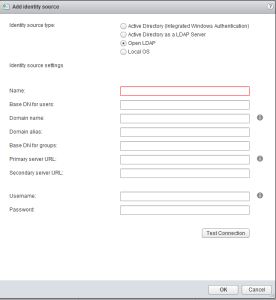 Add identity source
Identity source type:
Active Directory (Integrated Windows Authentication)
Active Directory as a LDAP Server
Open LDAP
Local OS
Identity source settings
Name:
Base DN for users:
Domain name:
Domain alias:
Base DN for groups:
Primary server URL:
Secondary server URL:
Username:
Password:
Test Connection
OK
Cancel